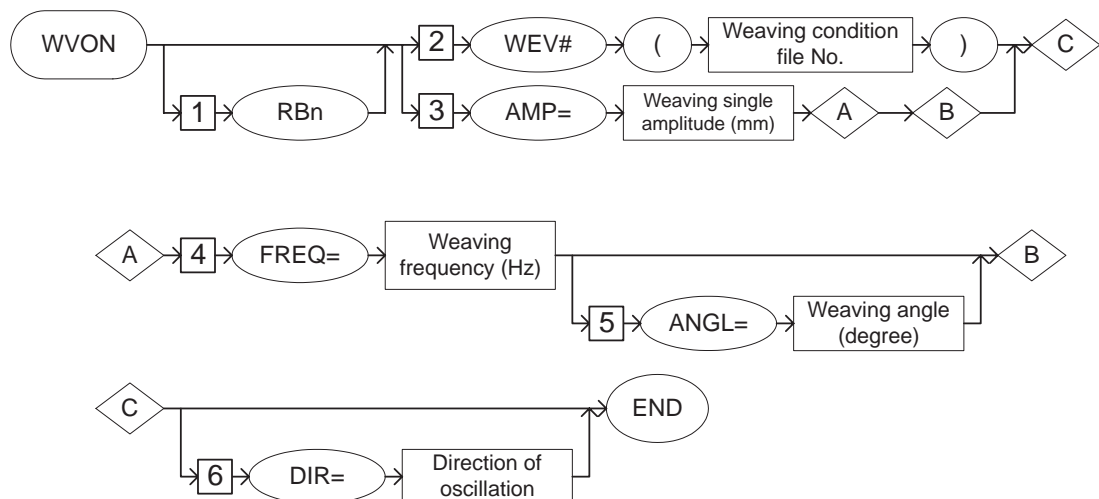 WVON
2
WEV#
(
Weaving condition
file No.
)
C
1
RBn
3
AMP=
Weaving single
amplitude (mm)
A
B
A
4
FREQ=
Weaving
frequency (Hz)
B
5
ANGL=
Weaving angle
(degree)
C
END
6
DIR=
Direction of
oscillation